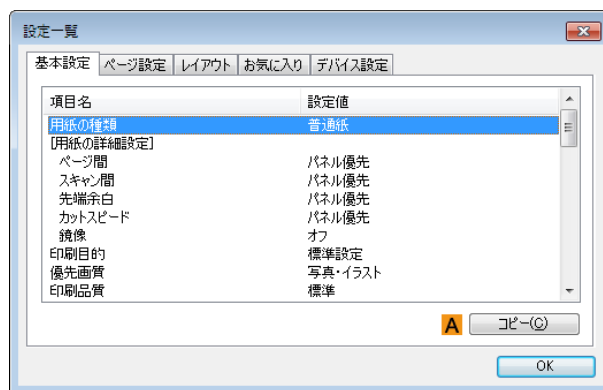 設定一覧
基本設定 ページ設定 レイアウト お気に入り デバイス設定
項目名 設定値
用紙の種類 普通紙
[用紙の詳細設定]
ページ間 パネル優先
スキャン間 パネル優先
先端余白 パネル優先
カットスピード パネル優先
鏡像 オフ
印刷目的 標準設定
優先画質 写真・イラスト
印刷品質 標準
A コピー(C)
OK